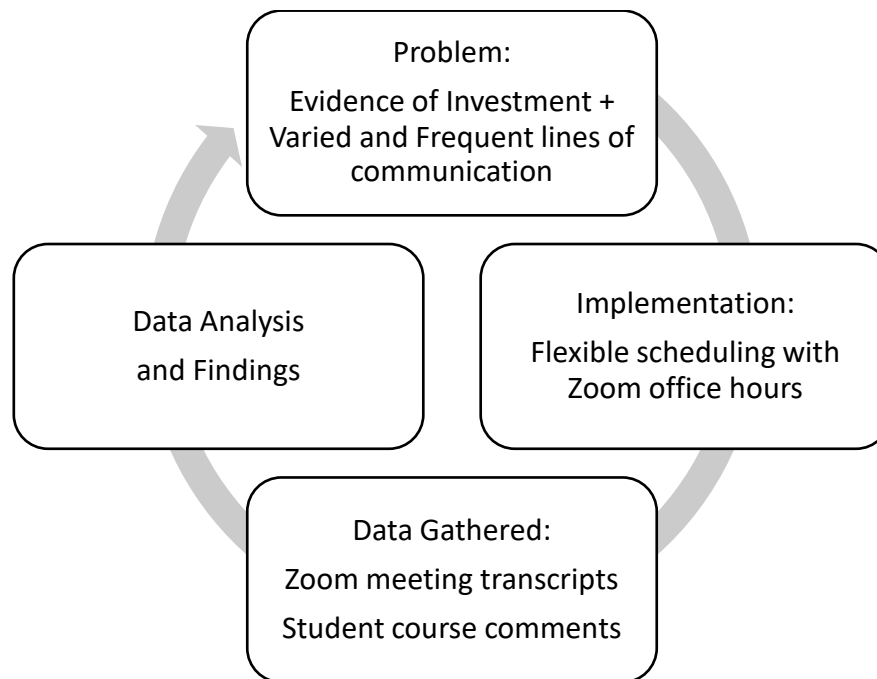 Problem:
Evidence of Investment +
Varied and Frequent lines of
communication
Implementation:
Flexible scheduling with
Zoom office hours
Data Gathered:
Zoom meeting transcripts
Student course comments
Data Analysis
and Findings